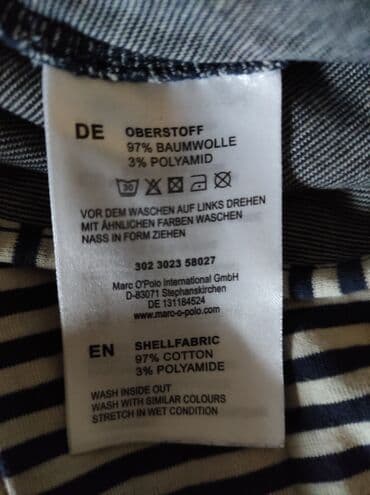 DE OBERSTOFF
97% BAUMWOLLE
3% POLYAMID
30
VOR DEM WASCHEN AUF LINKS DREHEN
MIT ÄHNLICHEN FARBEN WASCHEN
NASS IN FORM ZIEHEN
302 3023 58027
Marc O'Polo International GmbH
D-83071 Stephanskirchen
DE 131184524
www.marc-o-polo.com
EN SHELLFABRIC
97% COTTON
3% POLYAMIDE
WASH INSIDE OUT
WASH WITH SIMILAR COLOURS
STRETCH IN WET CONDITION